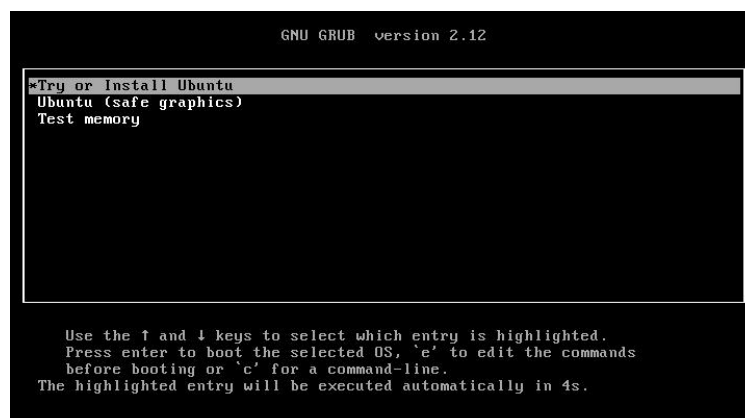 GNU GRUB version 2.12
*Try or Install Ubuntu
Ubuntu (safe graphics)
Test memory
Use the ↑ and ↓ keys to select which entry is highlighted.
Press enter to boot the selected OS, `e' to edit the commands
before booting or `c' for a command-line.
The highlighted entry will be executed automatically in 4s.